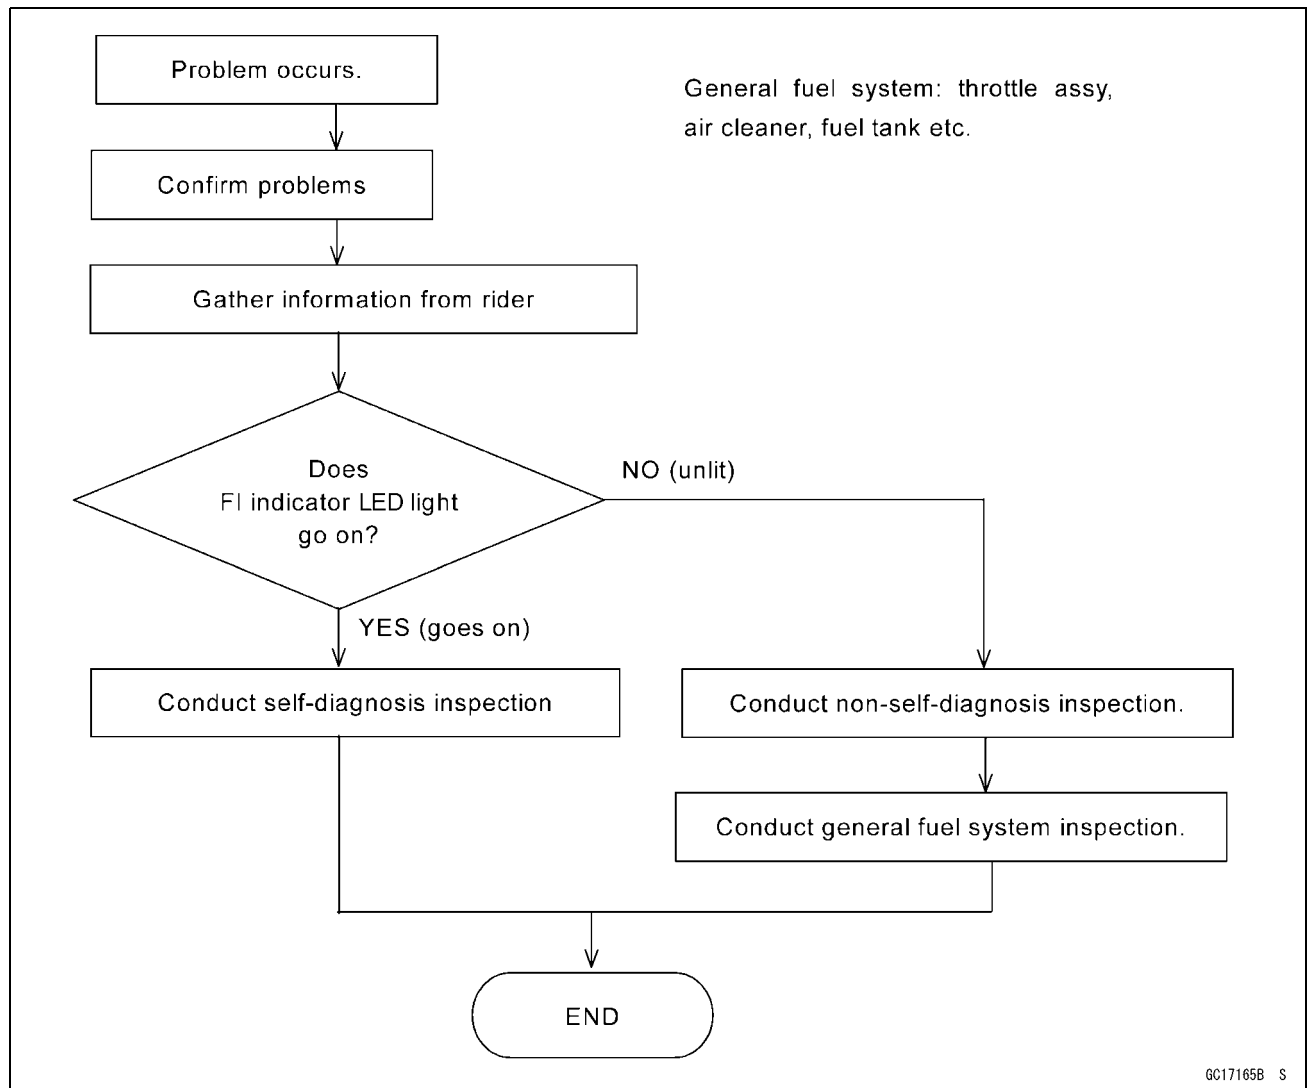 Problem occurs.
General fuel system: throttle assy,
air cleaner, fuel tank etc.
Confirm problems
Gather information from rider
Does
FI indicator LED light
go on?
NO (unlit)
YES (goes on)
Conduct self-diagnosis inspection
Conduct non-self-diagnosis inspection.
Conduct general fuel system inspection.
END
GC17165B S